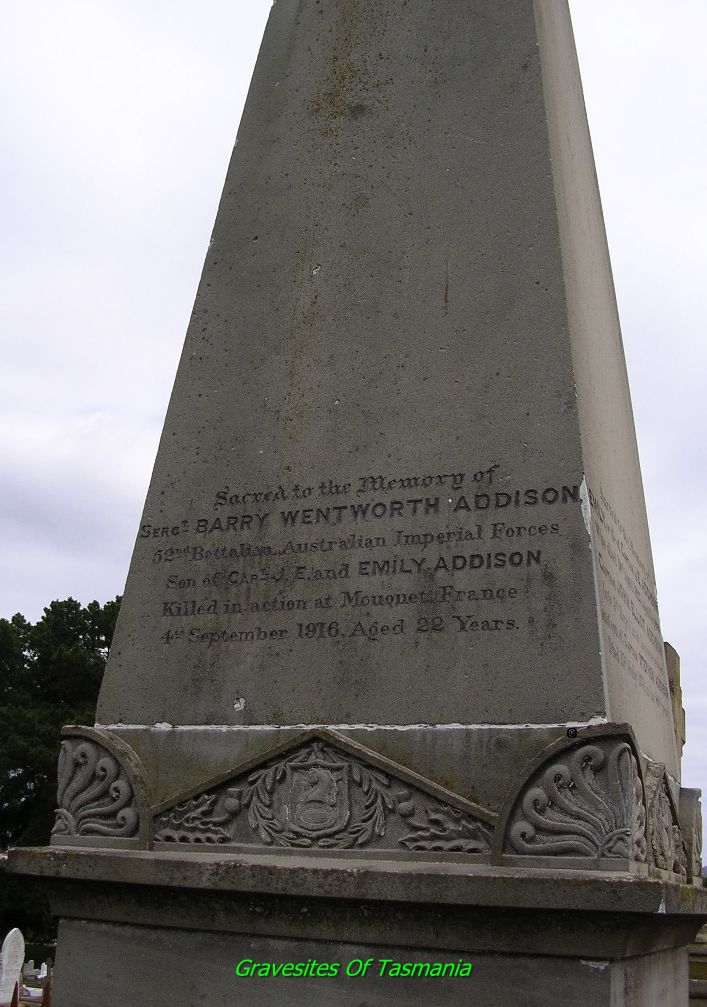 Sacred to the Memory of
SERGT. BARRY WENTWORTH ADDISON,
52nd Battalian, Australian Imperial Forces
Son of CAPT. J. E. and EMILY ADDISON,
Killed in action at Mouquet, France
4TH September 1916. Aged 22 Years.
Gravesites Of Tasmania